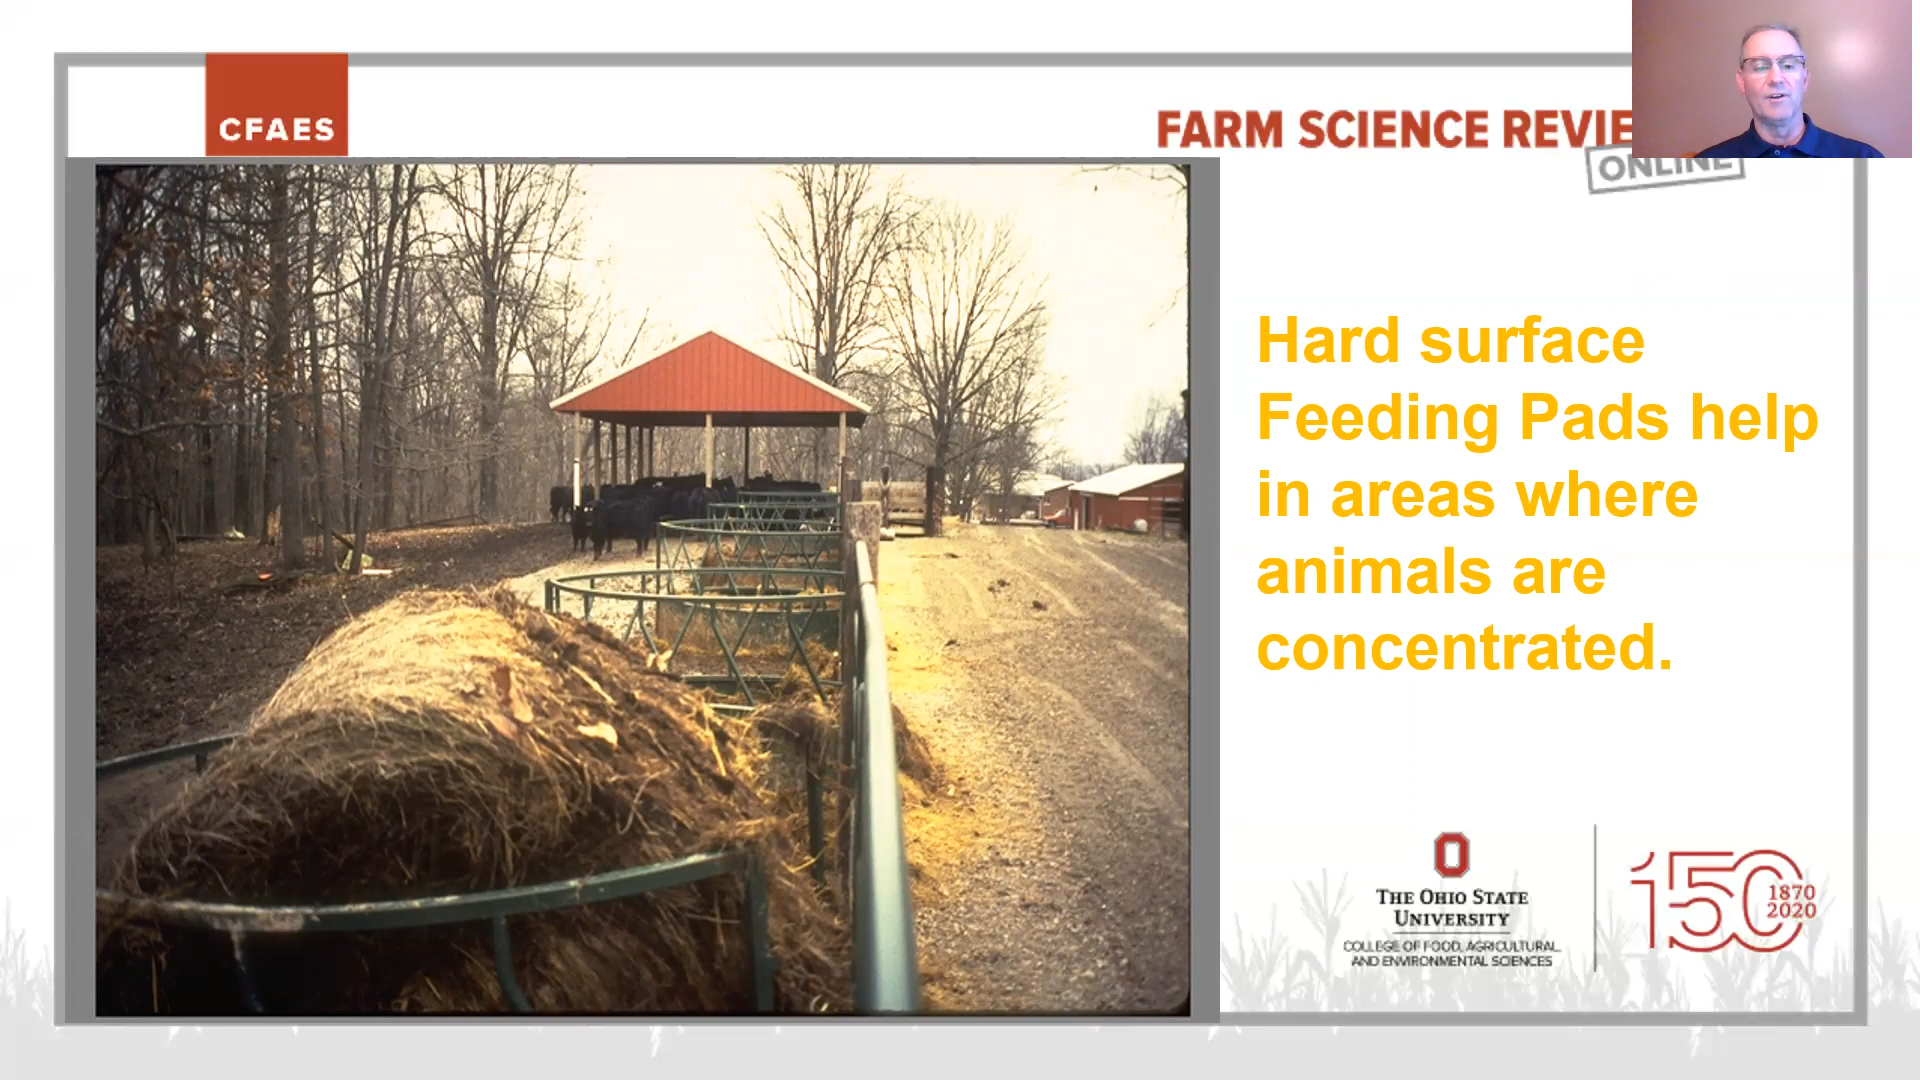 CFAES
FARM SCIENCE REVIE
ONLINE
Hard surface
Feeding Pads help
in areas where
animals are
concentrated.
THE OHIO STATE
UNIVERSITY
COLLEGE OF FOOD, AGRICULTURAL,
AND ENVIRONMENTAL SCIENCES
150
1870
2020